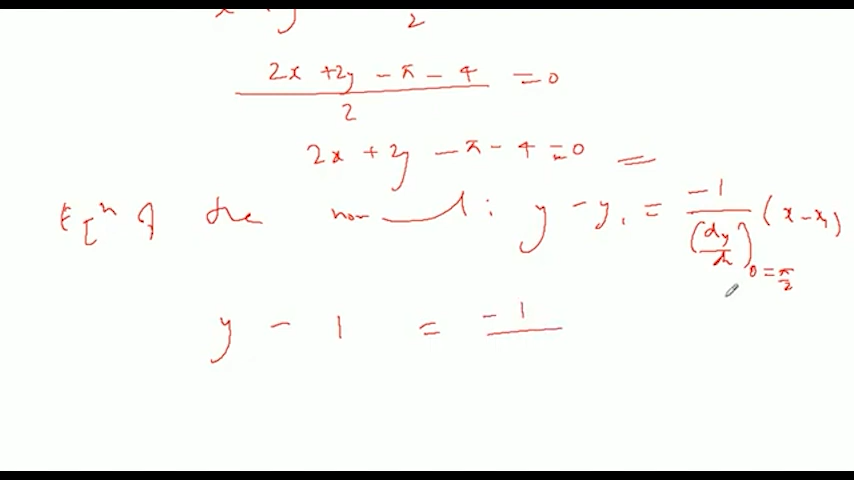 2
2x + 2y - π - 4 = 0
2
2x + 2y - π - 4 = 0
Eqn of the normal : y - y1 = -1 / (dy/dx)θ = π/2 (x - x1)
y - 1 = -1